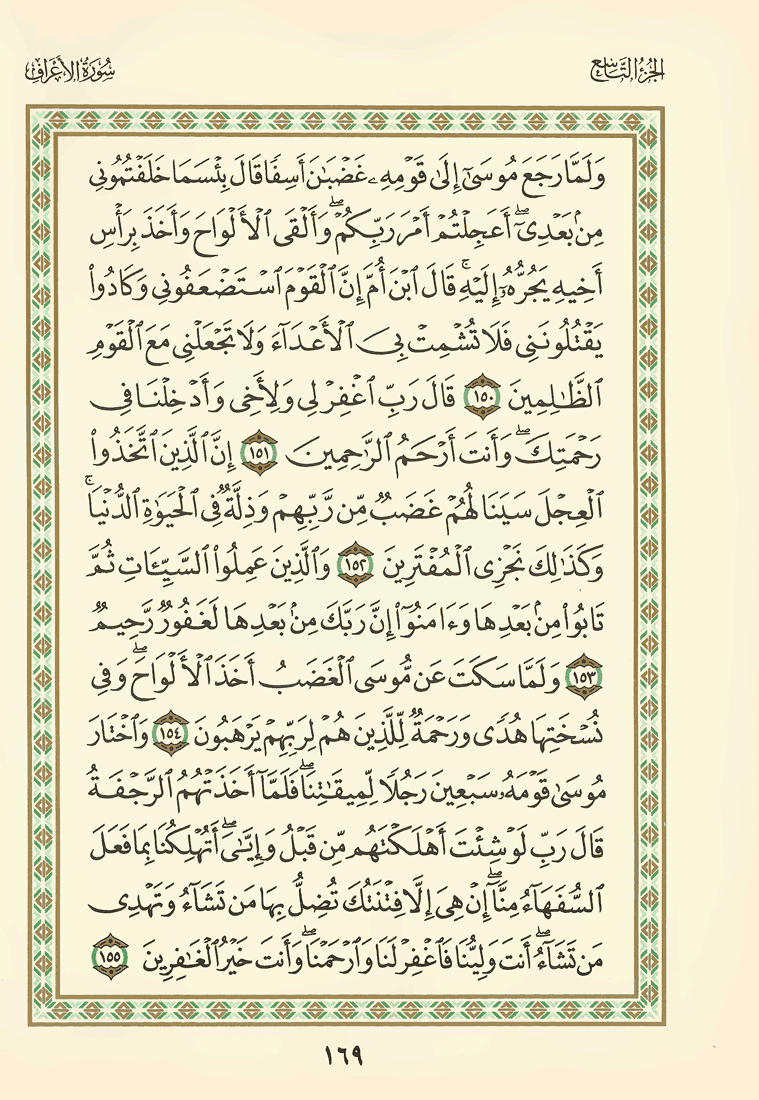 الجزء التاسع
سورة الأعراف
وَلَمَّا رَجَعَ مُوسَىٰٓ إِلَىٰ قَوْمِهِۦ غَضْبَٰنَ أَسِفًا قَالَ بِئْسَمَا خَلَفْتُمُونِى
مِنۢ بَعْدِىٓ ۖ أَعَجِلْتُمْ أَمْرَ رَبِّكُمْ ۖ وَأَلْقَى ٱلْأَلْوَاحَ وَأَخَذَ بِرَأْسِ
أَخِيهِ يَجُرُّهُۥٓ إِلَيْهِ ۚ قَالَ ٱبْنَ أُمَّ إِنَّ ٱلْقَوْمَ ٱسْتَضْعَفُونِى وَكَادُوا۟
يَقْتُلُونَنِى فَلَا تُشْمِتْ بِىَ ٱلْأَعْدَآءَ وَلَا تَجْعَلْنِى مَعَ ٱلْقَوْمِ
ٱلظَّٰلِمِينَ ١٥٠ قَالَ رَبِّ ٱغْفِرْ لِى وَلِأَخِى وَأَدْخِلْنَا فِى
رَحْمَتِكَ ۖ وَأَنتَ أَرْحَمُ ٱلرَّٰحِمِينَ ١٥١ إِنَّ ٱلَّذِينَ ٱتَّخَذُوا۟
ٱلْعِجْلَ سَيَنَالُهُمْ غَضَبٌ مِّن رَّبِّهِمْ وَذِلَّةٌ فِى ٱلْحَيَوٰةِ ٱلدُّنْيَا ۚ
وَكَذَٰلِكَ نَجْزِى ٱلْمُفْتَرِينَ ١٥٢ وَٱلَّذِينَ عَمِلُوا۟ ٱلسَّيِّـَٔاتِ ثُمَّ
تَابُوا۟ مِنۢ بَعْدِهَا وَءَامَنُوٓا۟ إِنَّ رَبَّكَ مِنۢ بَعْدِهَا لَغَفُورٌ رَّحِيمٌ
١٥٣ وَلَمَّا سَكَتَ عَن مُّوسَى ٱلْغَضَبُ أَخَذَ ٱلْأَلْوَاحَ ۖ وَفِى
نُسْخَتِهَا هُدًى وَرَحْمَةٌ لِّلَّذِينَ هُمْ لِرَبِّهِمْ يَرْهَبُونَ ١٥٤ وَٱخْتَارَ
مُوسَىٰ قَوْمَهُۥ سَبْعِينَ رَجُلًا لِّمِيقَٰتِنَا ۖ فَلَمَّآ أَخَذَتْهُمُ ٱلرَّجْفَةُ
قَالَ رَبِّ لَوْ شِئْتَ أَهْلَكْتَهُم مِّن قَبْلُ وَإِيَّٰىَ ۖ أَتُهْلِكُنَا بِمَا فَعَلَ
ٱلسُّفَهَآءُ مِنَّآ ۖ إِنْ هِىَ إِلَّا فِتْنَتُكَ تُضِلُّ بِهَا مَن تَشَآءُ وَتَهْدِى
مَن تَشَآءُ ۖ أَنتَ وَلِيُّنَا فَٱغْفِرْ لَنَا وَٱرْحَمْنَا ۖ وَأَنتَ خَيْرُ ٱلْغَٰفِرِينَ ١٥٥
١٦٩